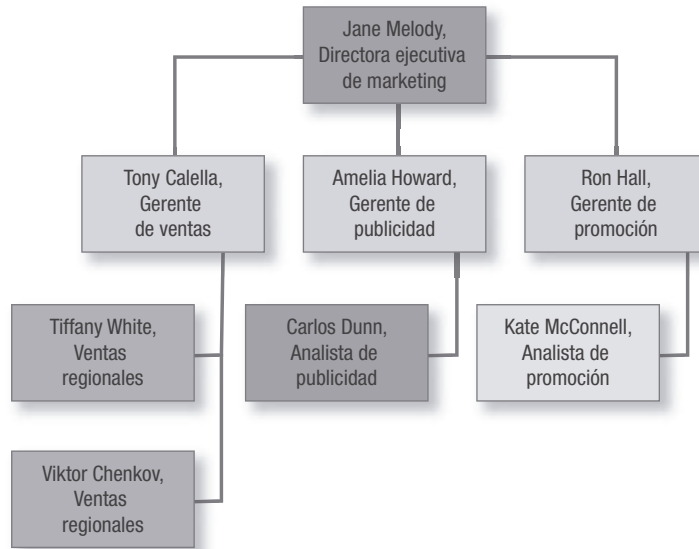 Jane Melody,
Directora ejecutiva
de marketing
Tony Calella,
Gerente
de ventas
Amelia Howard,
Gerente de
publicidad
Ron Hall,
Gerente de
promoción
Tiffany White,
Ventas
regionales
Carlos Dunn,
Analista de
publicidad
Kate McConnell,
Analista de
promoción
Viktor Chenkov,
Ventas
regionales